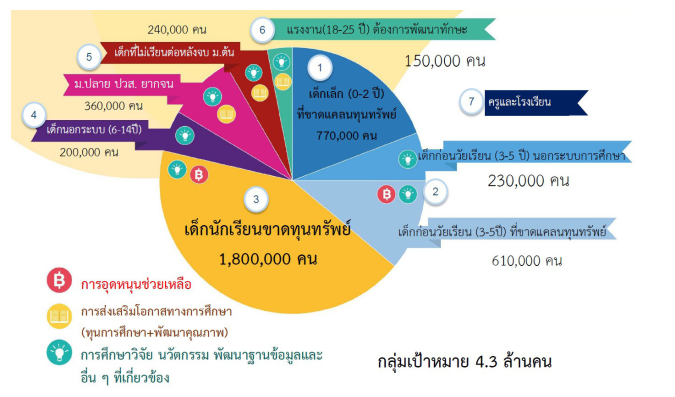 240,000 คน
6
แรงงาน(18-25 ปี) ต้องการพัฒนาทักษะ
150,000 คน
5
เด็กที่ไม่เรียนต่อหลังจบ ม.ต้น
1
เด็กเล็ก (0-2 ปี)
ที่ขาดแคลนทุนทรัพย์
770,000 คน
ม.ปลาย ปวส. ยากจน
360,000 คน
7
ครูและโรงเรียน
4
เด็กนอกระบบ (6-14ปี)
200,000 คน
เด็กก่อนวัยเรียน (3-5 ปี) นอกระบบการศึกษา
230,000 คน
2
3
เด็กนักเรียนขาดทุนทรัพย์
1,800,000 คน
เด็กก่อนวัยเรียน (3-5ปี) ที่ขาดแคลนทุนทรัพย์
610,000 คน
การอุดหนุนช่วยเหลือ
การส่งเสริมโอกาสทางการศึกษา
(ทุนการศึกษา+พัฒนาคุณภาพ)
การศึกษาวิจัย นวัตกรรม พัฒนาฐานข้อมูลและ
อื่น ๆ ที่เกี่ยวข้อง
กลุ่มเป้าหมาย 4.3 ล้านคน